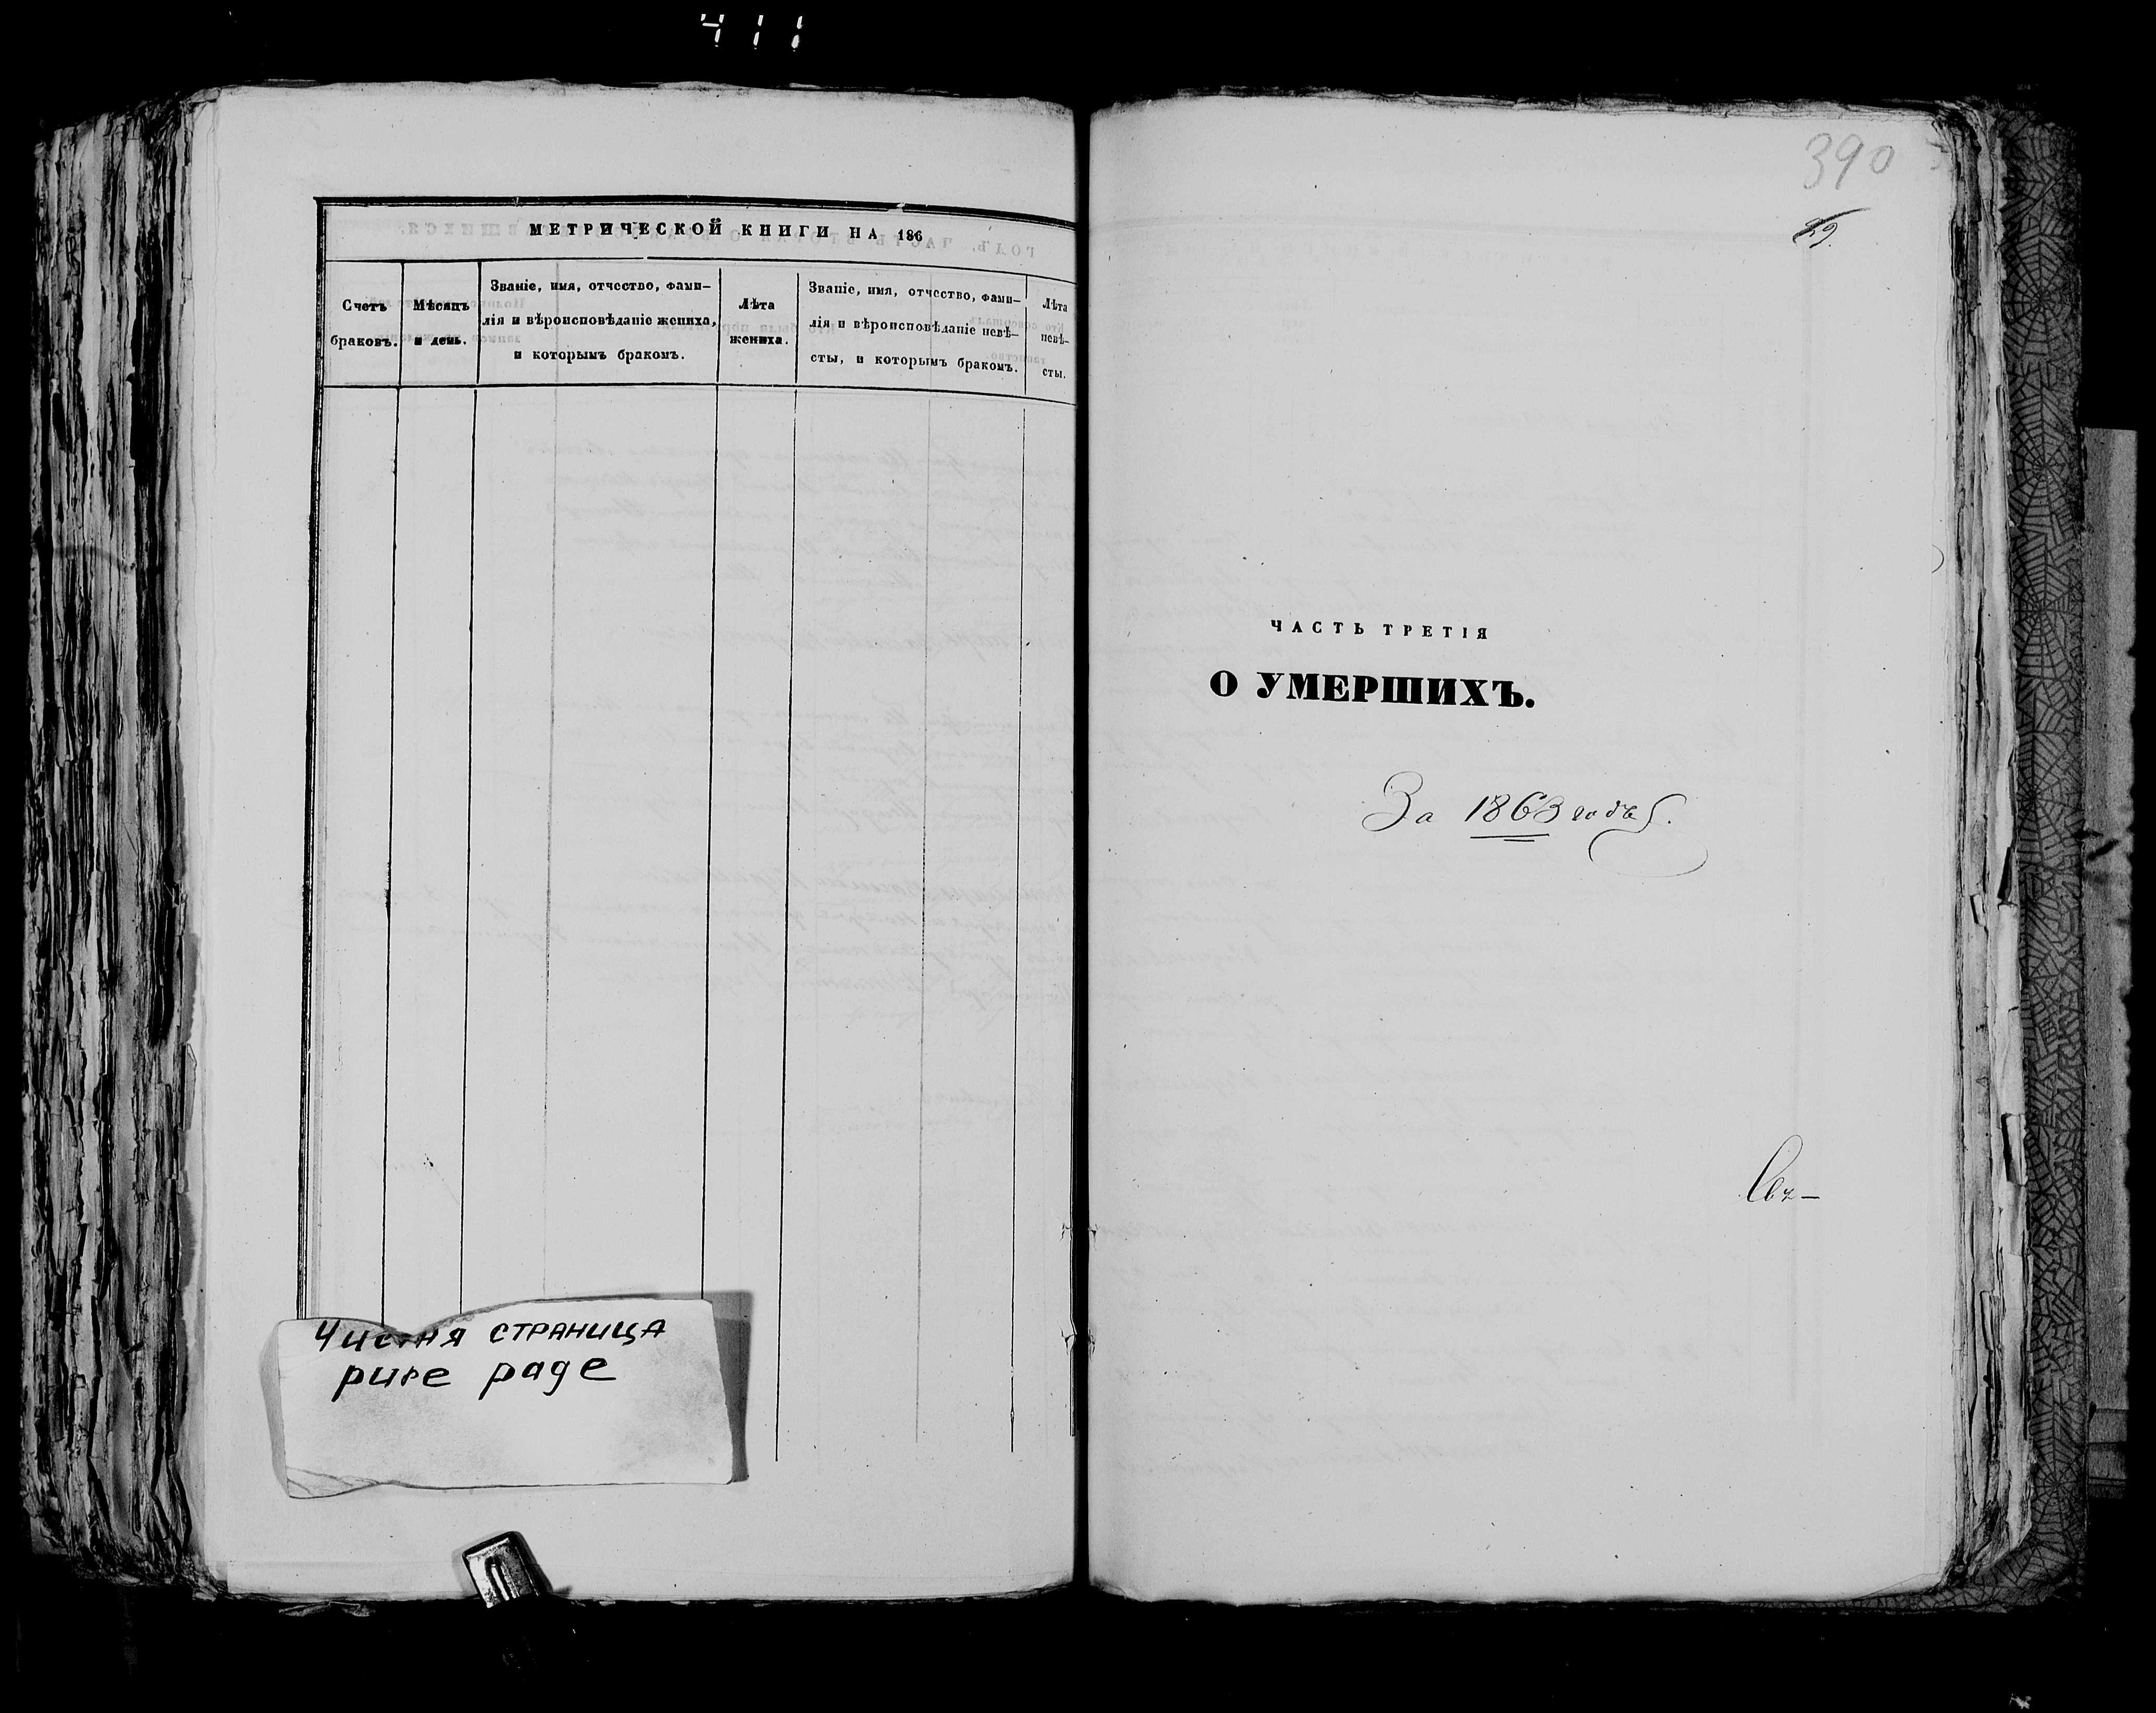 411
МЕТРИЧЕСКОЙ КНИГИ НА 186
Счетъ
браковъ.
Мѣсяцъ
и день.
Званіе, имя, отчество, фами-
лія и вѣроисповѣданіе жениха,
и которымъ бракомъ.
Лѣта
жениха.
Званіе, имя, отчество, фами-
лія и вѣроисповѣданіе невѣ-
сты, и которымъ бракомъ.
Лѣта
невѣ-
сты.
Чистая страница
pure page
390
29.
ЧАСТЬ ТРЕТІЯ
О УМЕРШИХЪ.
За 1863 годъ.